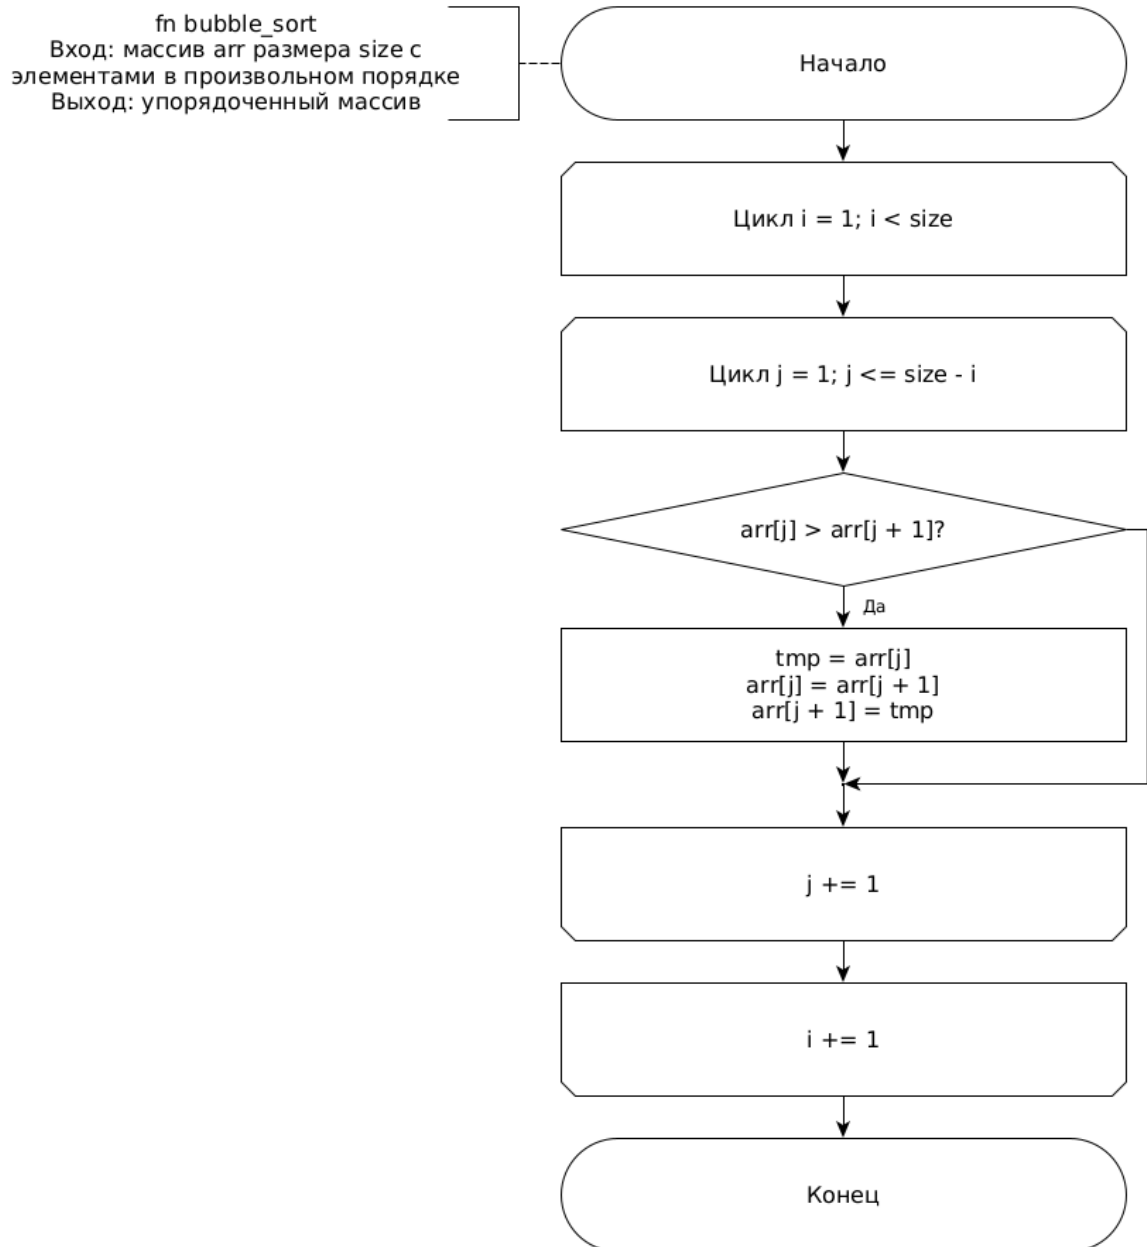 fn bubble_sort
Вход: массив arr размера size с
элементами в произвольном порядке
Выход: упорядоченный массив
Начало
Цикл i = 1; i < size
Цикл j = 1; j <= size - i
arr[j] > arr[j + 1]?
Да
tmp = arr[j]
arr[j] = arr[j + 1]
arr[j + 1] = tmp
j += 1
i += 1
Конец